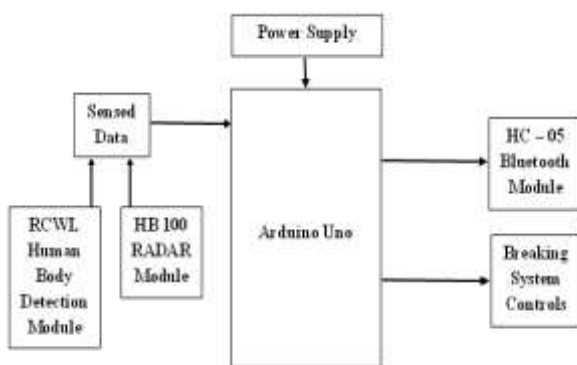 Power Supply
Sensed
Data
HC – 05
Bluetooth
Module
RCWL
Human
Body
Detection
Module
HB 100
RADAR
Module
Arduino Uno
Breaking
System
Controls